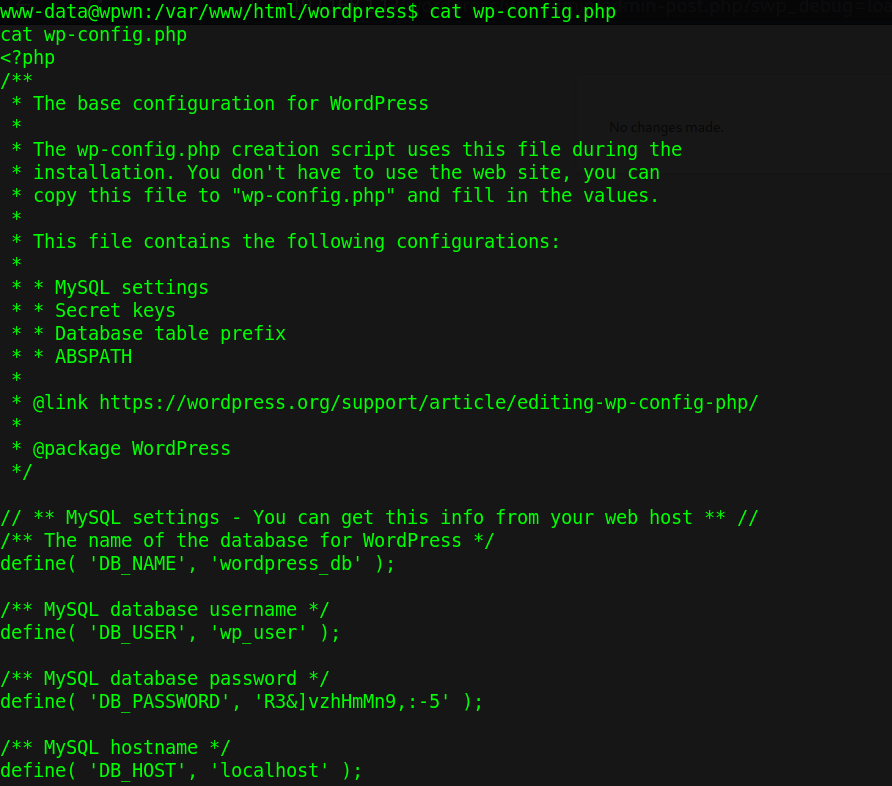 www-data@wpwn:/var/www/html/wordpress$ cat wp-config.php
cat wp-config.php
<?php
/**
 * The base configuration for WordPress
 *
 * The wp-config.php creation script uses this file during the
 * installation. You don't have to use the web site, you can
 * copy this file to "wp-config.php" and fill in the values.
 *
 * This file contains the following configurations:
 *
 * * MySQL settings
 * * Secret keys
 * * Database table prefix
 * * ABSPATH
 *
 * @link https://wordpress.org/support/article/editing-wp-config-php/
 *
 * @package WordPress
 */

// ** MySQL settings - You can get this info from your web host ** //
/** The name of the database for WordPress */
define( 'DB_NAME', 'wordpress_db' );

/** MySQL database username */
define( 'DB_USER', 'wp_user' );

/** MySQL database password */
define( 'DB_PASSWORD', 'R3&]vzhHmMn9,:-5' );

/** MySQL hostname */
define( 'DB_HOST', 'localhost' );
min-post.php?swp_debug=loa
No changes made.